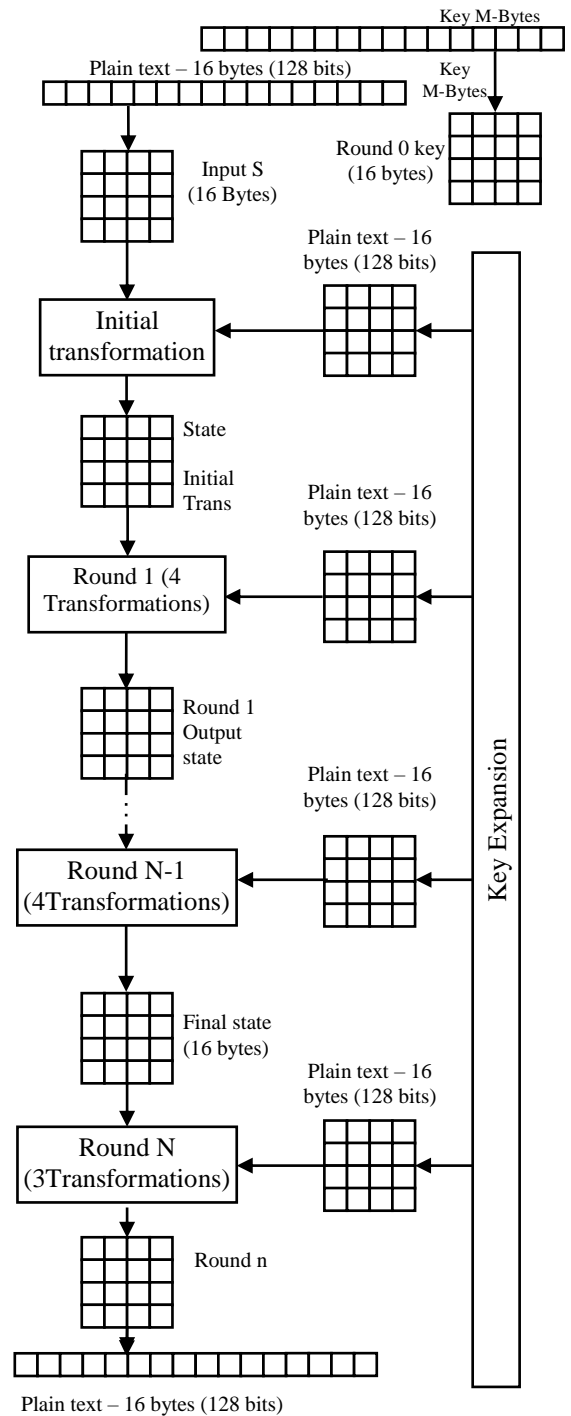 Key M-Bytes
Plain text – 16 bytes (128 bits)
Key
M-Bytes
Input S
(16 Bytes)
Round 0 key
(16 bytes)
Plain text – 16
bytes (128 bits)
Initial
transformation
State
Initial
Trans
Plain text – 16
bytes (128 bits)
Round 1 (4
Transformations)
Round 1
Output
state
Plain text – 16
bytes (128 bits)
Key Expansion
Round N-1
(4Transformations)
Final state
(16 bytes)
Plain text – 16
bytes (128 bits)
Round N
(3Transformations)
Round n
Plain text – 16 bytes (128 bits)